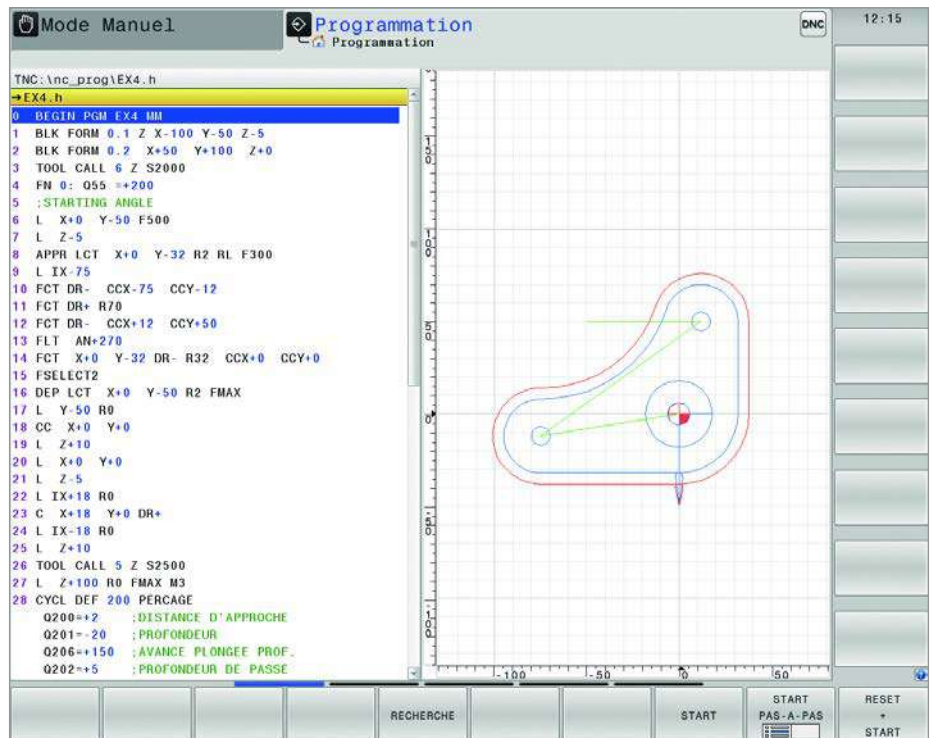 Mode Manuel
Programmation
Programmation
DNC
12:15
TNC:\nc_prog\EX4.h
→EX4.h
0 BEGIN PGM EX4 MM
1 BLK FORM 0.1 Z X-100 Y-50 Z-5
2 BLK FORM 0.2 X+50 Y+100 Z+0
3 TOOL CALL 6 Z S2000
4 FN 0: Q55 =+200
5 ;STARTING ANGLE
6 L X+0 Y-50 F500
7 L Z-5
8 APPR LCT X+0 Y-32 R2 RL F300
9 L IX-75
10 FCT DR- CCX-75 CCY-12
11 FCT DR+ R70
12 FCT DR- CCX+12 CCY+50
13 FLT AN+270
14 FCT X+0 Y-32 DR- R32 CCX+0 CCY+0
15 FSELECT2
16 DEP LCT X+0 Y-50 R2 FMAX
17 L Y-50 R0
18 CC X+0 Y+0
19 L Z+10
20 L X+0 Y+0
21 L Z-5
22 L IX+18 R0
23 C X+18 Y+0 DR+
24 L IX-18 R0
25 L Z+10
26 TOOL CALL 5 Z S2500
27 L Z+100 R0 FMAX M3
28 CYCL DEF 200 PERCAGE
Q200=+2 ;DISTANCE D'APPROCHE
Q201=-20 ;PROFONDEUR
Q206=+150 ;AVANCE PLONGEE PROF.
Q202=+5 ;PROFONDEUR DE PASSE
150
100
50
0
-50
-100
-100 -50 0 50
RECHERCHE
START
START PAS-A-PAS
RESET + START